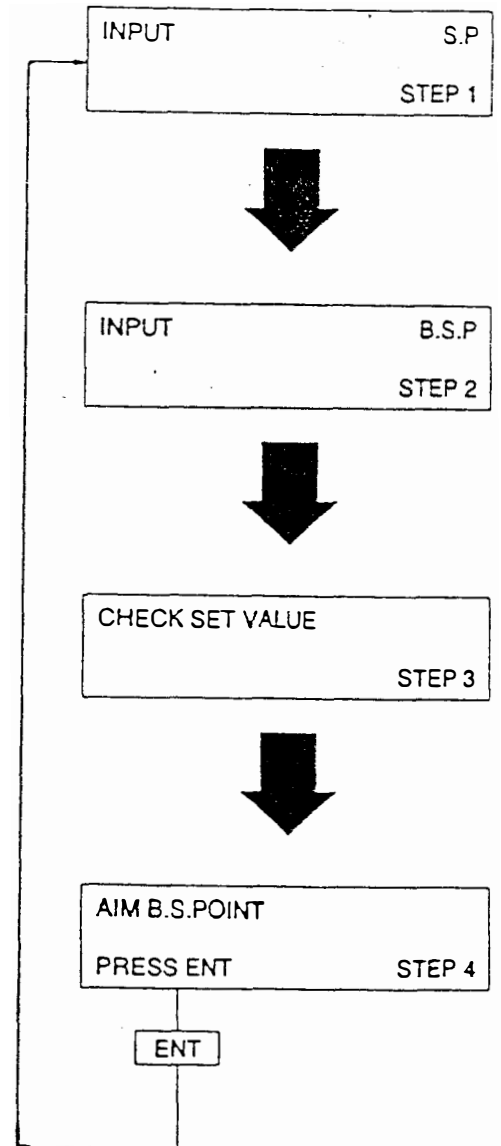 INPUT S.P
STEP 1
INPUT B.S.P
STEP 2
CHECK SET VALUE
STEP 3
AIM B.S.POINT
PRESS ENT STEP 4
ENT